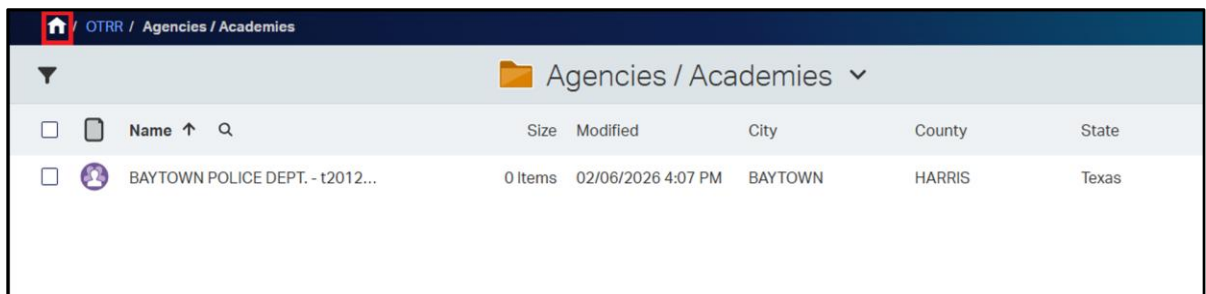 / OTRR / Agencies / Academies
Agencies / Academies
Name Size Modified City County State
BAYTOWN POLICE DEPT. - t2012... 0 Items 02/06/2026 4:07 PM BAYTOWN HARRIS Texas